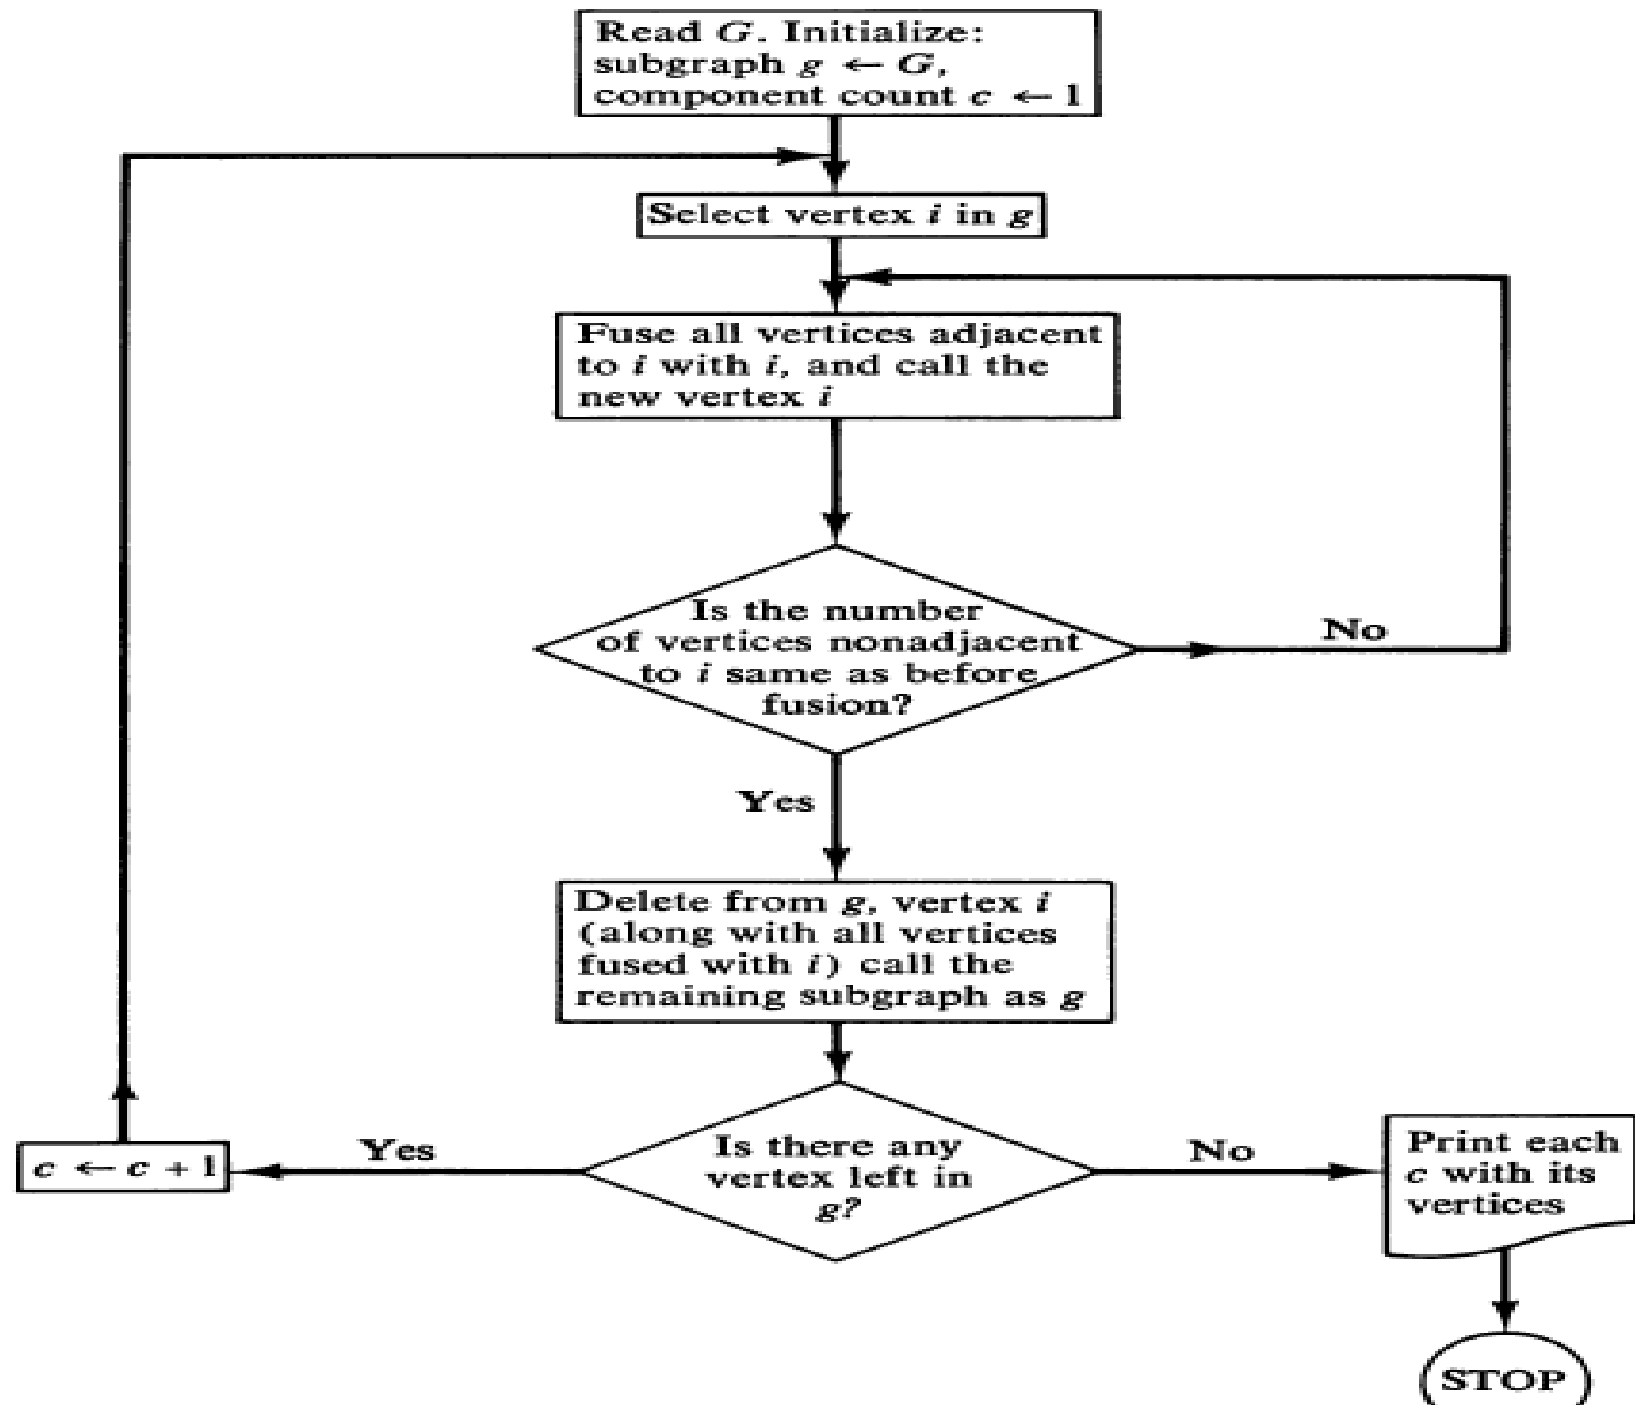 Read G. Initialize:
subgraph g ← G,
component count c ← 1
Select vertex i in g
Fuse all vertices adjacent
to i with i, and call the
new vertex i
Is the number
of vertices nonadjacent
to i same as before
fusion?
No
Yes
Delete from g, vertex i
(along with all vertices
fused with i) call the
remaining subgraph as g
Is there any
vertex left in
g?
Yes
c ← c + 1
No
Print each
c with its
vertices
STOP